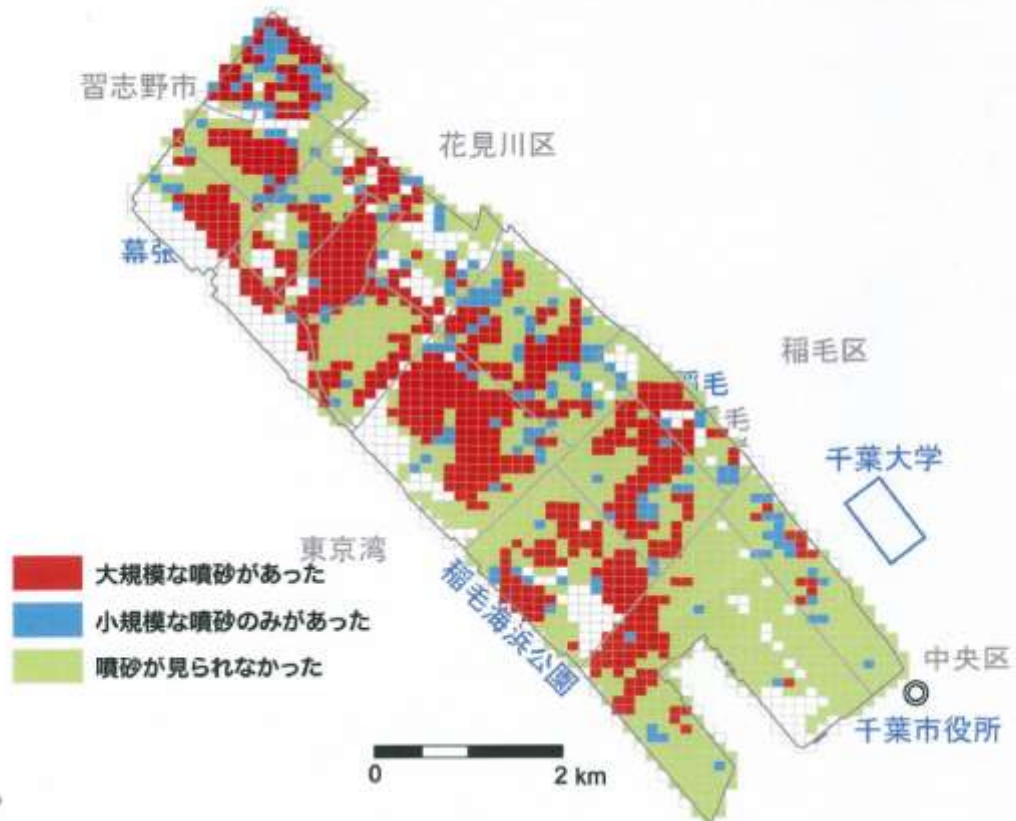 習志野市
花見川区
幕張
稲毛区
稲毛
千葉大学
東京湾
大規模な噴砂があった
小規模な噴砂のみがあった
噴砂が見られなかった
稲毛海浜公園
中央区
千葉市役所
0
2 km